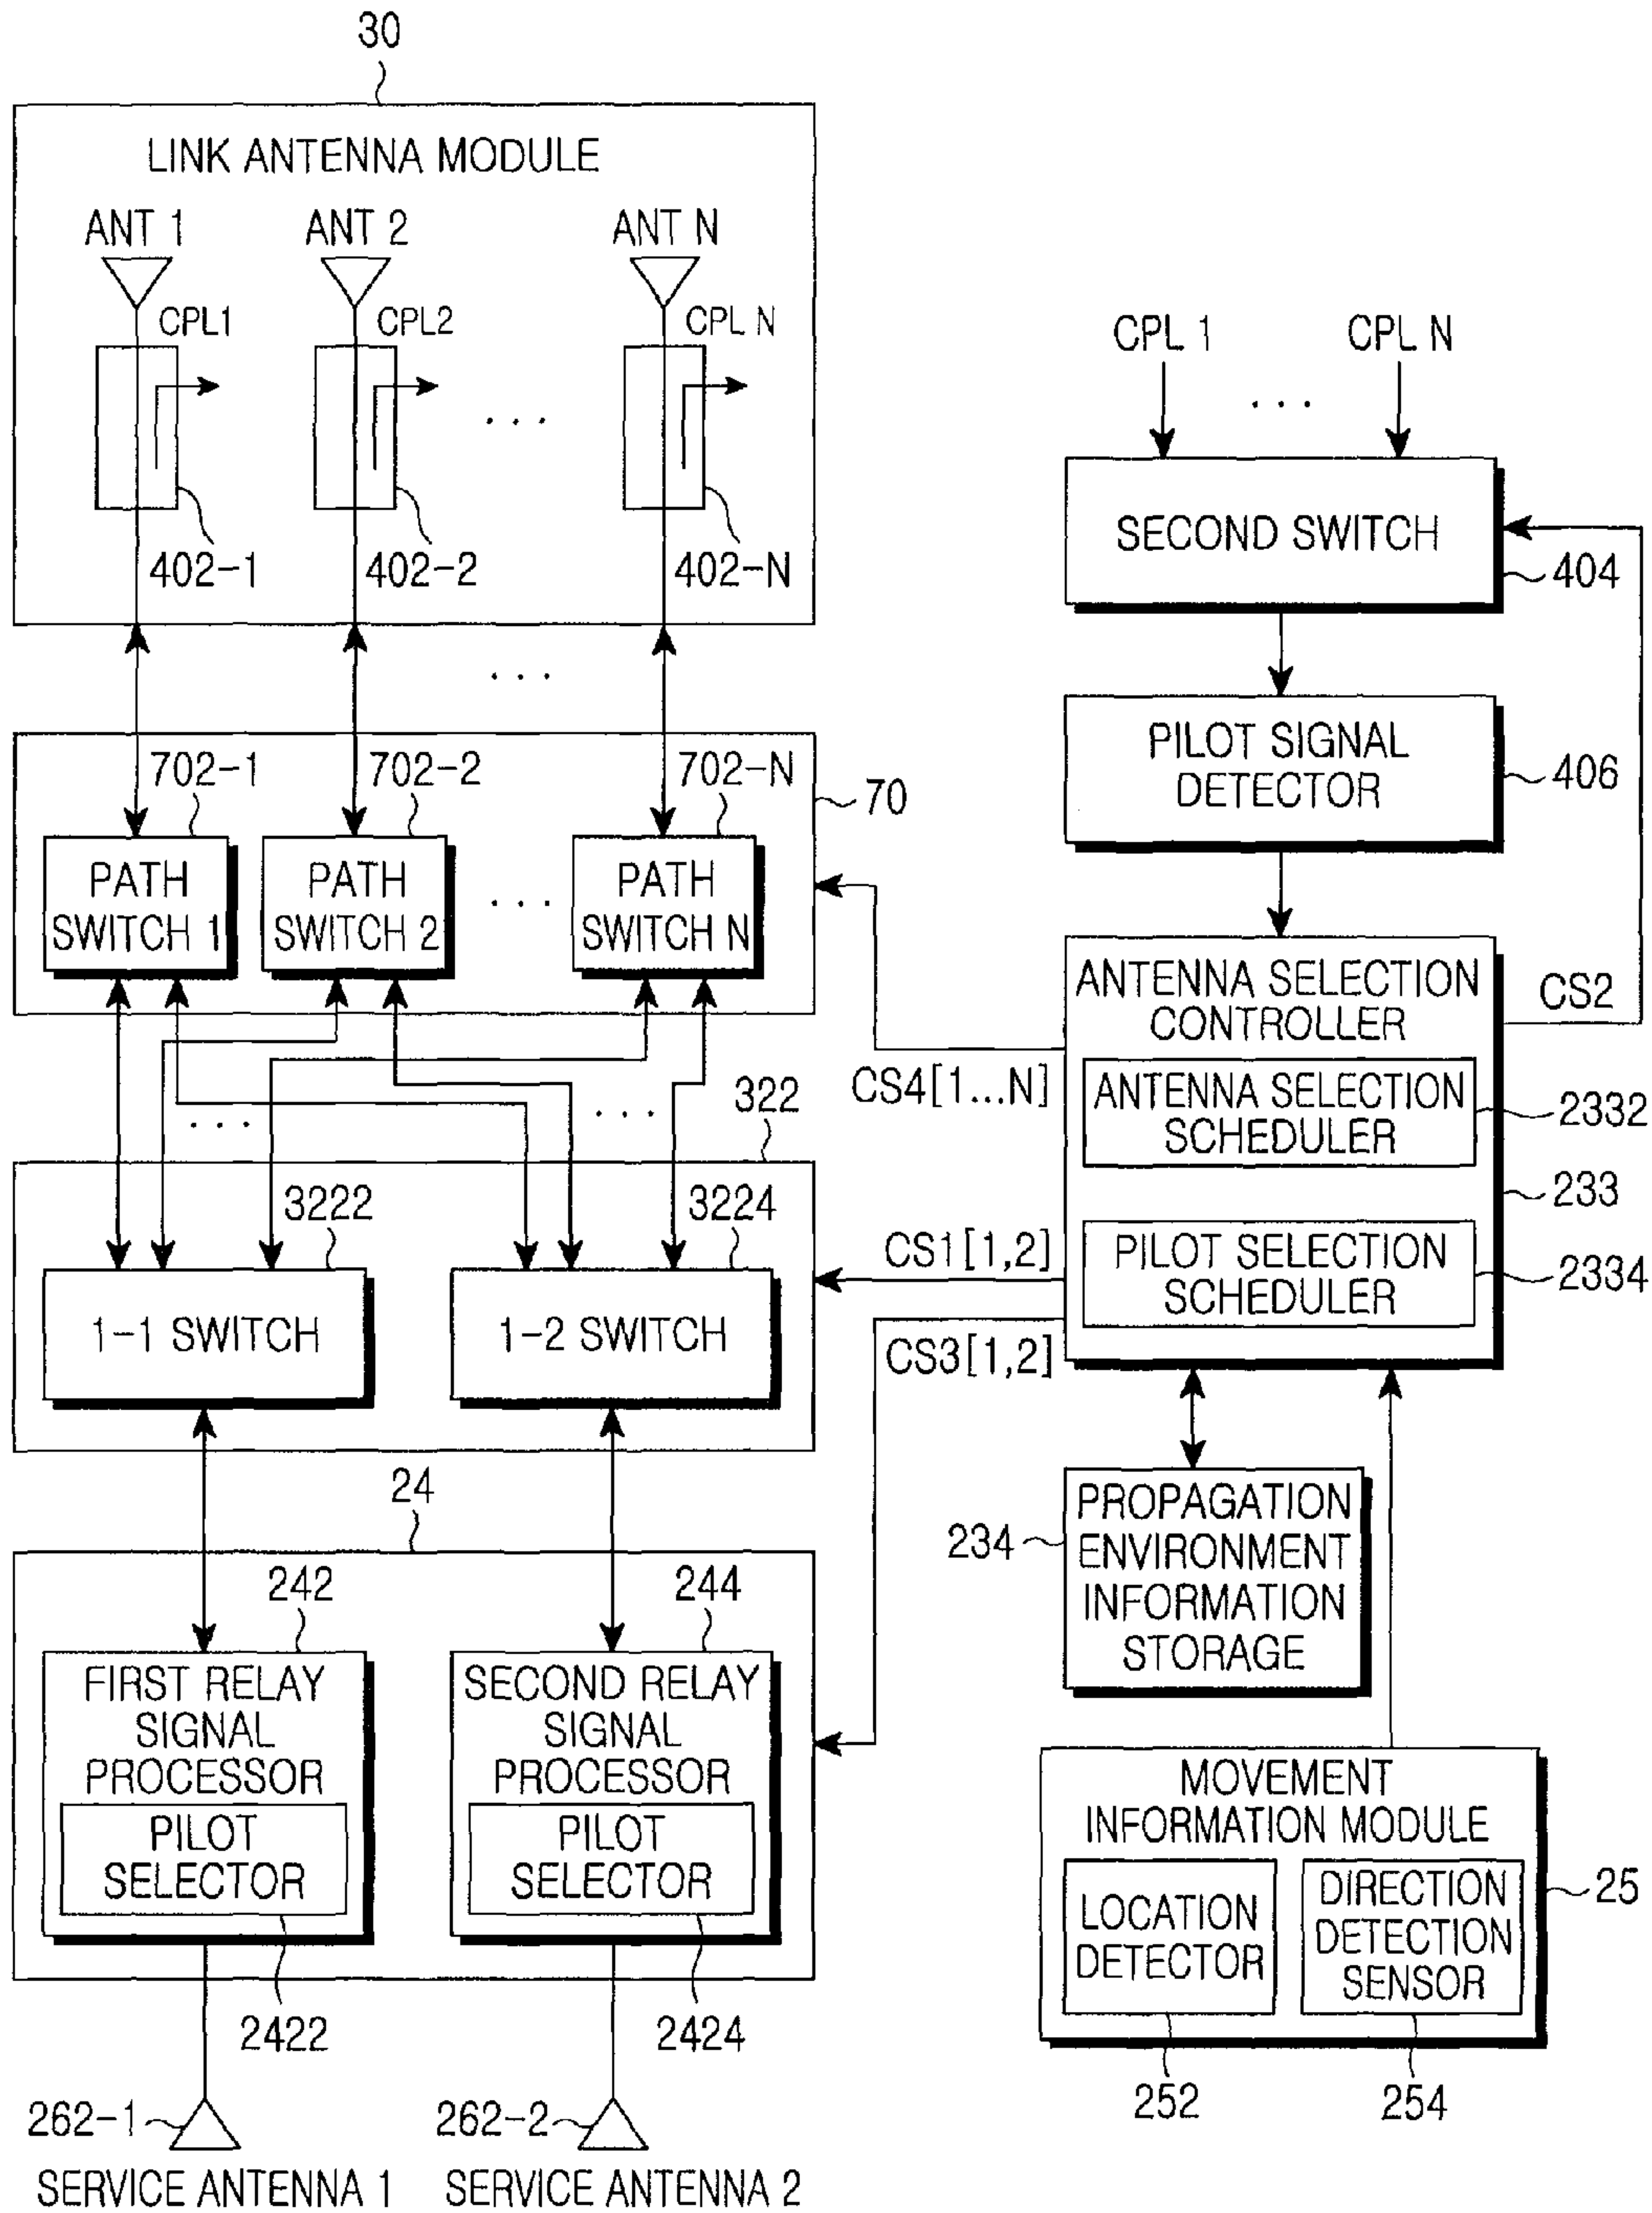 30
LINK ANTENNA MODULE
ANT 1
ANT 2
ANT N
CPL1
CPL2
CPL N
. . .
402-1
402-2
402-N
. . .
702-1
702-2
702-N
70
PATH
SWITCH 1
PATH
SWITCH 2
. . .
PATH
SWITCH N
. . .
. . .
322
3222
3224
1-1 SWITCH
1-2 SWITCH
24
242
244
FIRST RELAY
SIGNAL
PROCESSOR
PILOT
SELECTOR
SECOND RELAY
SIGNAL
PROCESSOR
PILOT
SELECTOR
2422
2424
262-1
262-2
SERVICE ANTENNA 1
SERVICE ANTENNA 2
CPL 1
CPL N
. . .
SECOND SWITCH
404
PILOT SIGNAL
DETECTOR
406
ANTENNA SELECTION
CONTROLLER
CS2
CS4[1...N]
ANTENNA SELECTION
SCHEDULER
2332
233
CS1[1,2]
PILOT SELECTION
SCHEDULER
2334
CS3[1,2]
234
PROPAGATION
ENVIRONMENT
INFORMATION
STORAGE
MOVEMENT
INFORMATION MODULE
25
LOCATION
DETECTOR
DIRECTION
DETECTION
SENSOR
252
254